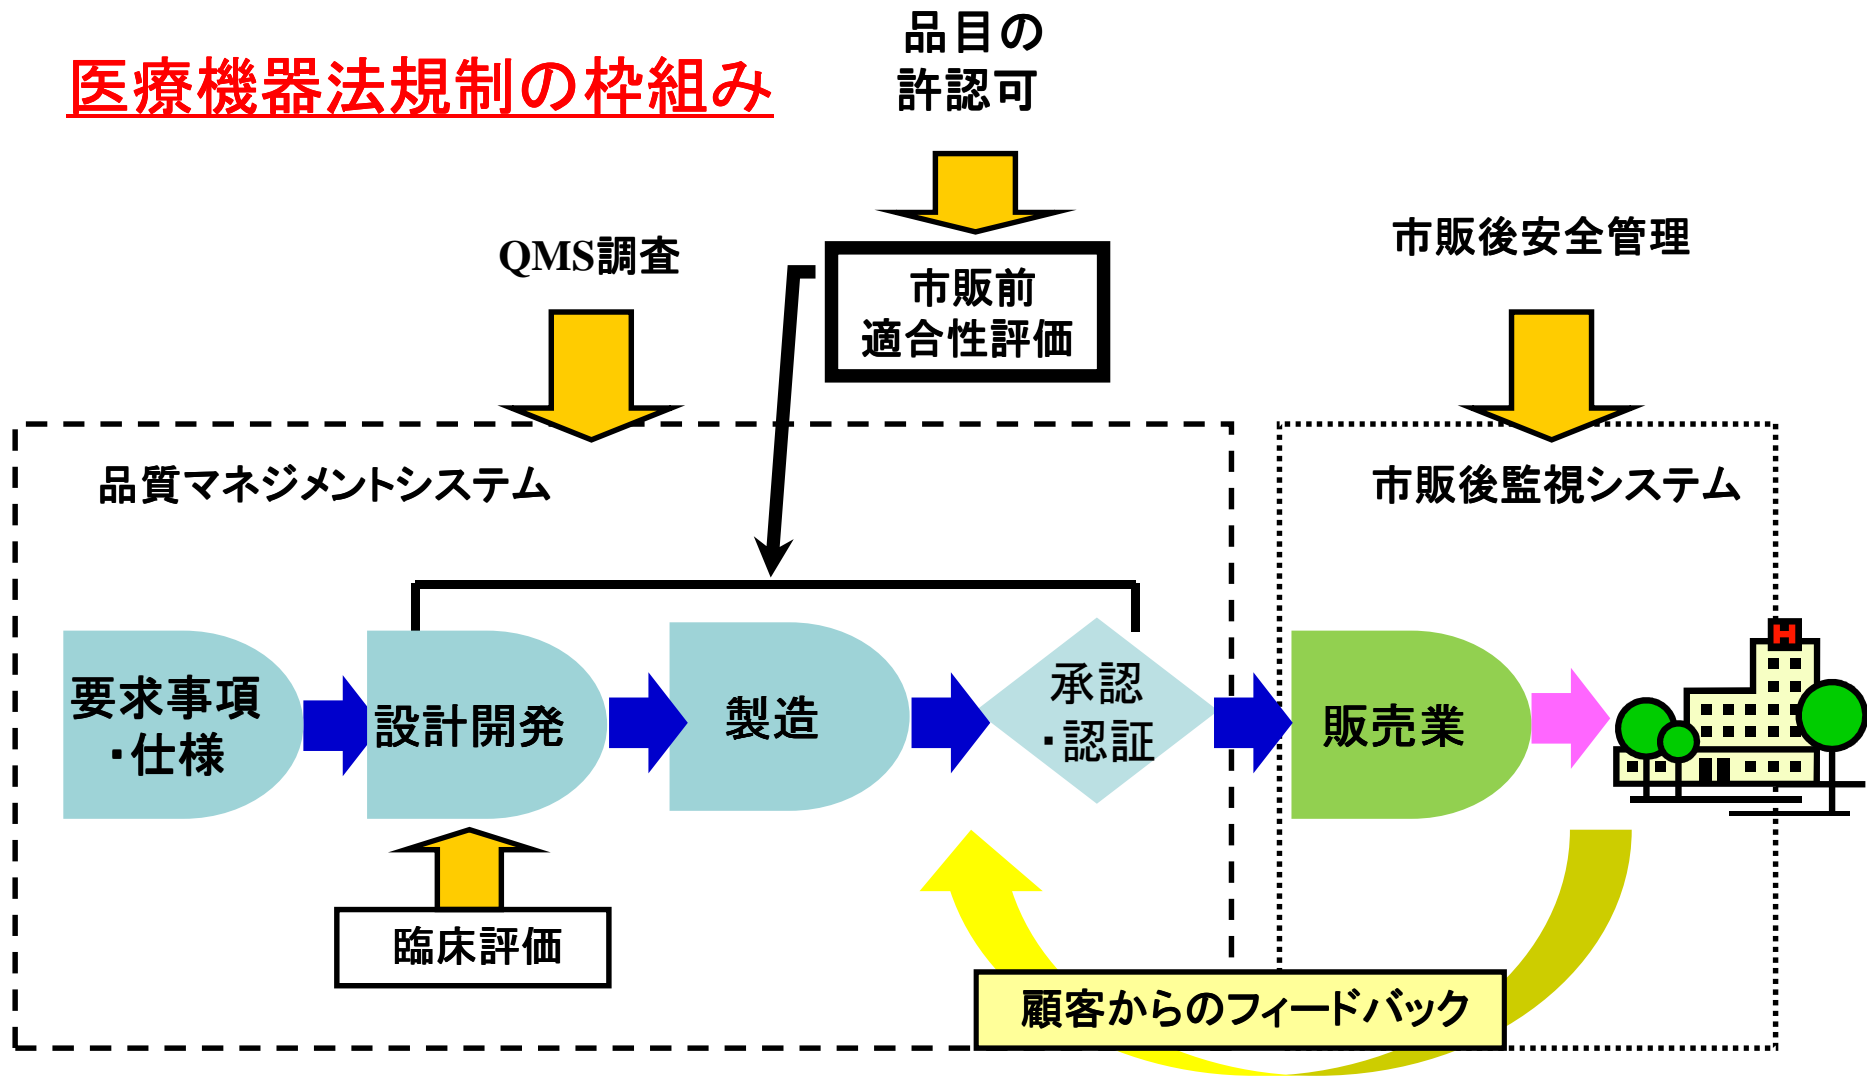 医療機器法規制の枠組み
品目の
許認可
QMS調査
市販前
適合性評価
市販後安全管理
品質マネジメントシステム
市販後監視システム
要求事項
・仕様
設計開発
製造
承認
・認証
販売業
H
臨床評価
顧客からのフィードバック